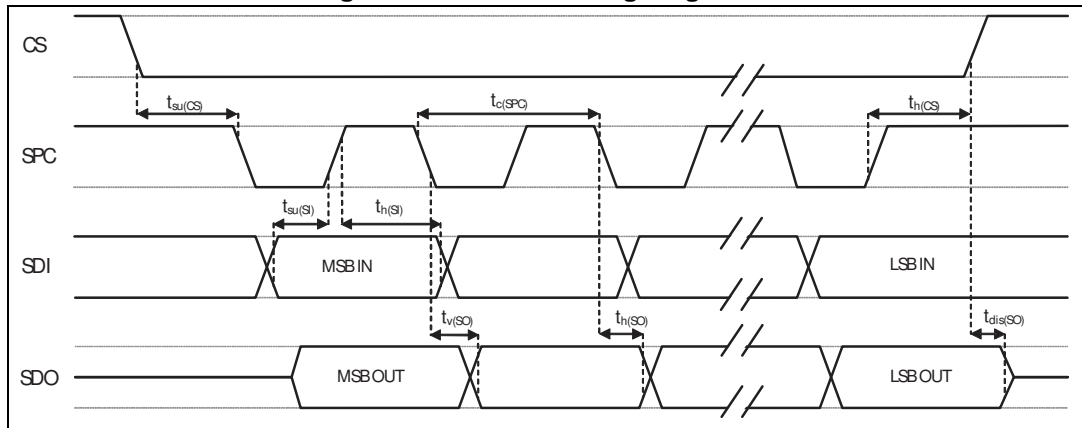 CS
t_su(CS)
t_c(SPC)
t_h(CS)
SPC
t_su(SI)
t_h(SI)
SDI
MSB IN
LSB IN
t_v(SO)
t_h(SO)
t_dis(SO)
SDO
MSB OUT
LSB OUT